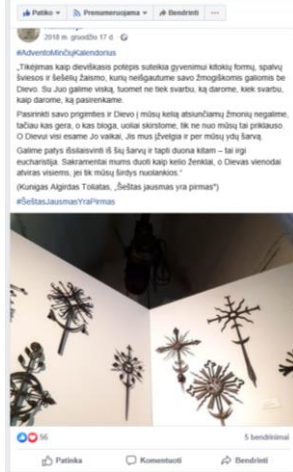 Patiko Prenumeruojama Bendrinti ...
2018 m. gruodžio 17 d.
#AdventoMinčiųKalendorius
„Tikėjimas kaip dieviškasis potėpis suteikia gyvenimui kitokių formų, spalvų
šviesos ir šešėlių žaismo, kurių neišgautume savo žmogiškomis galiomis be
Dievo. Su Juo galime viską, tuomet ne tiek svarbu, ką darome, kiek svarbu,
kaip darome, ką pasirenkame.
Pasirinkti savo prigimties ir Dievo į mūsų kelią atsiunčiamų žmonių negalime,
tačiau kas gera, o kas bloga, uoliai skirstome, tik ne nuo mūsų tai priklauso.
O Dievui visi esame Jo vaikai, Jis mus įžvelgia ir per mūsų ydų šarvą.
Galime patys išsilaisvinti iš šių šarvų ir tapti duona kitam – tai irgi
eucharistija. Sakramentai mums duoti kaip kelio ženklai, o Dievas vienodai
atviras visiems, jei tik mūsų širdys nuolankios."
(Kunigas Algirdas Toliatas, „Šeštas jausmas yra pirmas")
#ŠeštasJausmasYraPirmas
56 5 bendrinimai
Patinka Komentuoti Bendrinti